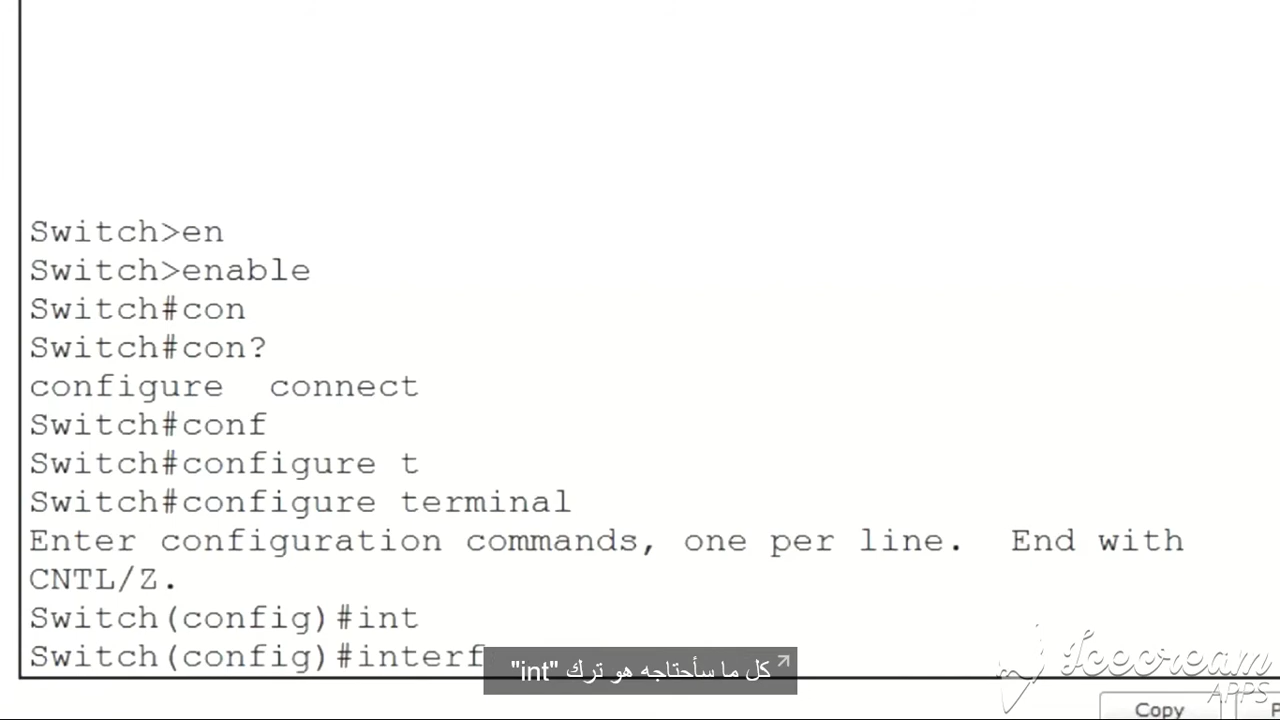 Switch>en
Switch>enable
Switch#con
Switch#con?
configure  connect
Switch#conf
Switch#configure t
Switch#configure terminal
Enter configuration commands, one per line.  End with
CNTL/Z.
Switch(config)#int
Switch(config)#interf
كل ما سأحتاجه هو ترك "int"
Icecream
APPS
Copy
P